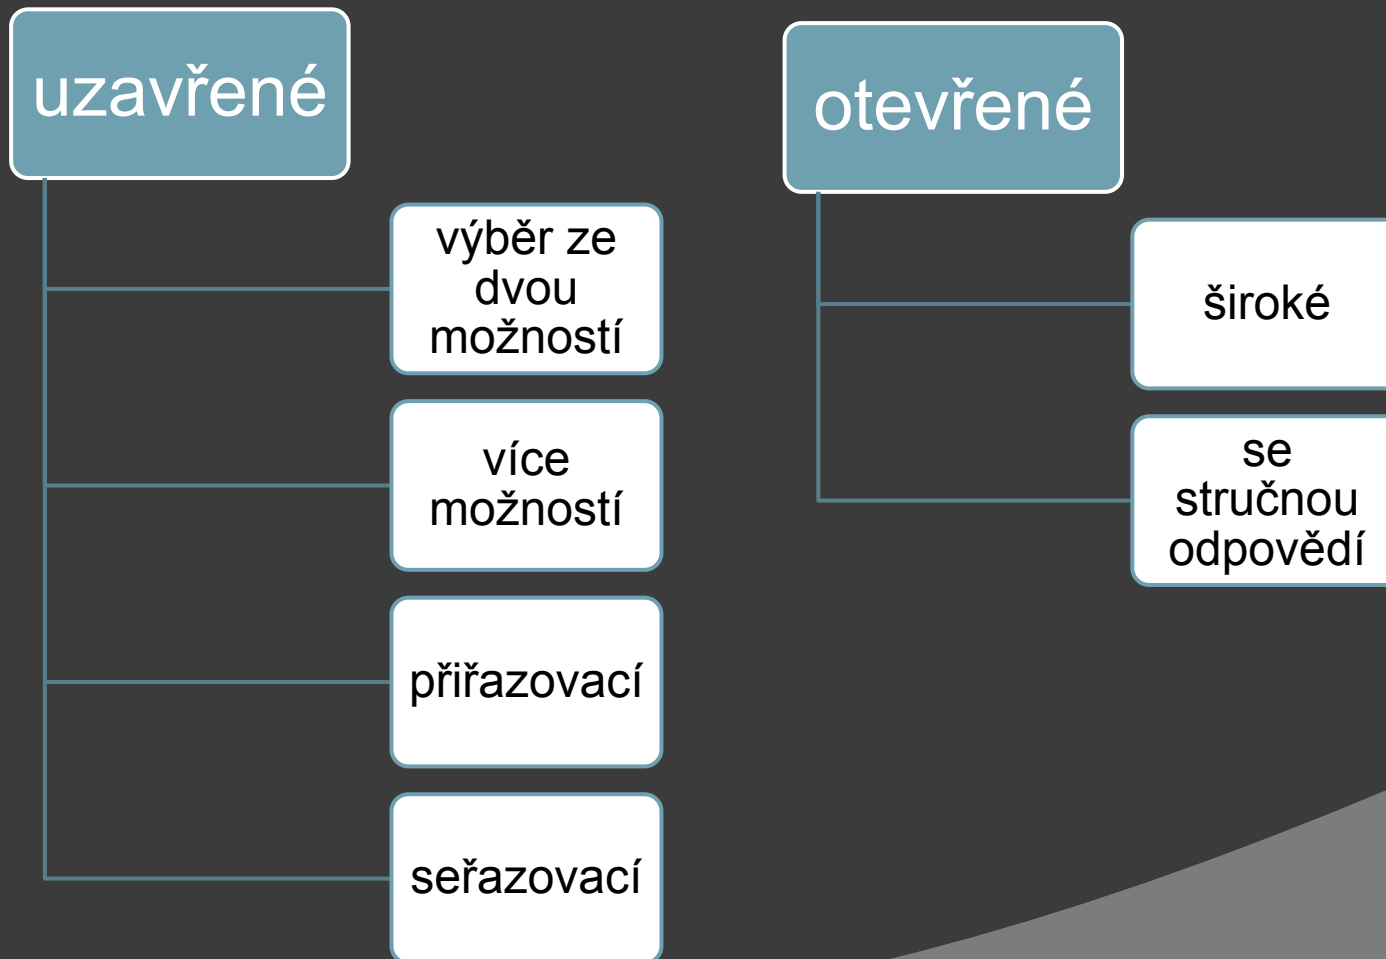 uzavřené
výběr ze
dvou
možností
více
možností
přiřazovací
seřazovací
otevřené
široké
se
stručnou
odpovědí